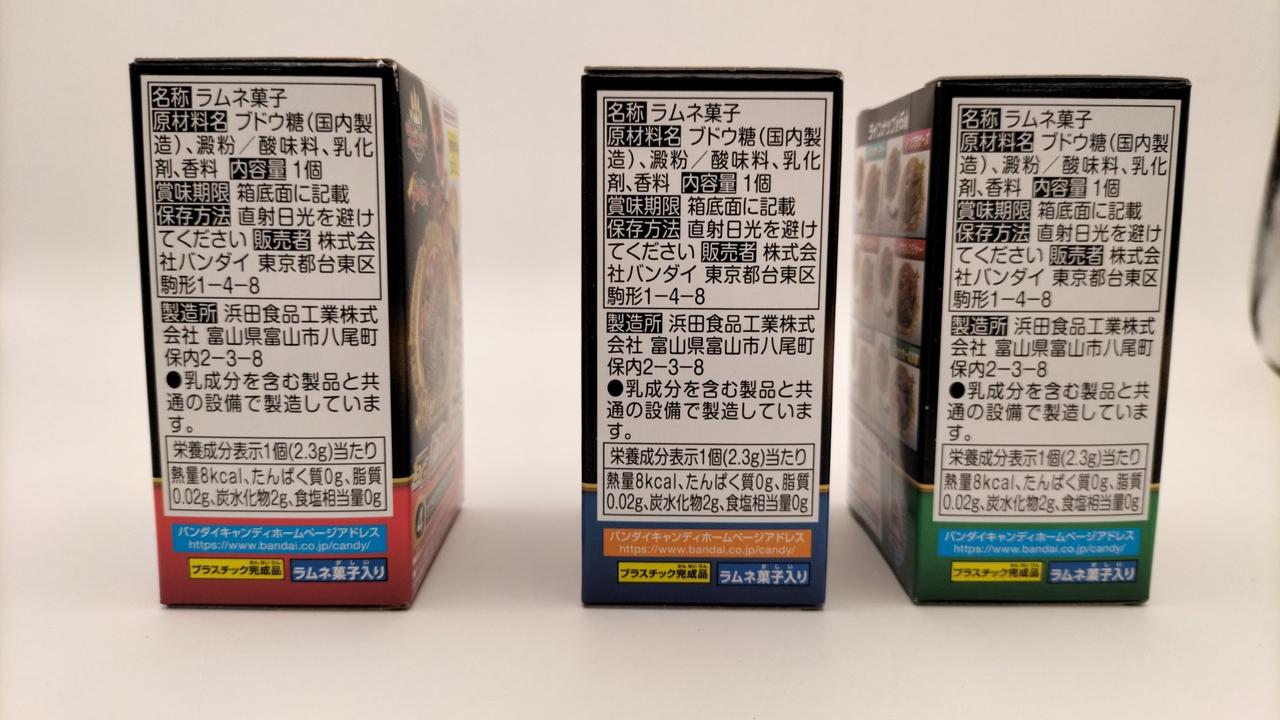 名称 ラムネ菓子
原材料名 ブドウ糖(国内製
造)、澱粉／酸味料、乳化
剤、香料 内容量 1個
賞味期限 箱底面に記載
保存方法 直射日光を避け
てください 販売者 株式会
社バンダイ 東京都台東区
駒形1−4−8
製造所 浜田食品工業株式
会社 富山県富山市八尾町
保内2−3−8
●乳成分を含む製品と共
通の設備で製造していま
す。
栄養成分表示1個(2.3g)当たり
熱量8kcal、たんぱく質0g、脂質
0.02g、炭水化物2g、食塩相当量0g
バンダイキャンディホームページアドレス
https://www.bandai.co.jp/candy/
プラスチック完成品 ラムネ菓子入り
名称 ラムネ菓子
原材料名 ブドウ糖(国内製
造)、澱粉／酸味料、乳化
剤、香料 内容量 1個
賞味期限 箱底面に記載
保存方法 直射日光を避け
てください 販売者 株式会
社バンダイ 東京都台東区
駒形1−4−8
製造所 浜田食品工業株式
会社 富山県富山市八尾町
保内2−3−8
●乳成分を含む製品と共
通の設備で製造していま
す。
栄養成分表示1個(2.3g)当たり
熱量8kcal、たんぱく質0g、脂質
0.02g、炭水化物2g、食塩相当量0g
バンダイキャンディホームページアドレス
https://www.bandai.co.jp/candy/
プラスチック完成品 ラムネ菓子入り
名称 ラムネ菓子
原材料名 ブドウ糖(国内製
造)、澱粉／酸味料、乳化
剤、香料 内容量 1個
賞味期限 箱底面に記載
保存方法 直射日光を避け
てください 販売者 株式会
社バンダイ 東京都台東区
駒形1−4−8
製造所 浜田食品工業株式
会社 富山県富山市八尾町
保内2−3−8
●乳成分を含む製品と共
通の設備で製造していま
す。
栄養成分表示1個(2.3g)当たり
熱量8kcal、たんぱく質0g、脂質
0.02g、炭水化物2g、食塩相当量0g
バンダイキャンディホームページアドレス
https://www.bandai.co.jp/candy/
プラスチック完成品 ラムネ菓子入り